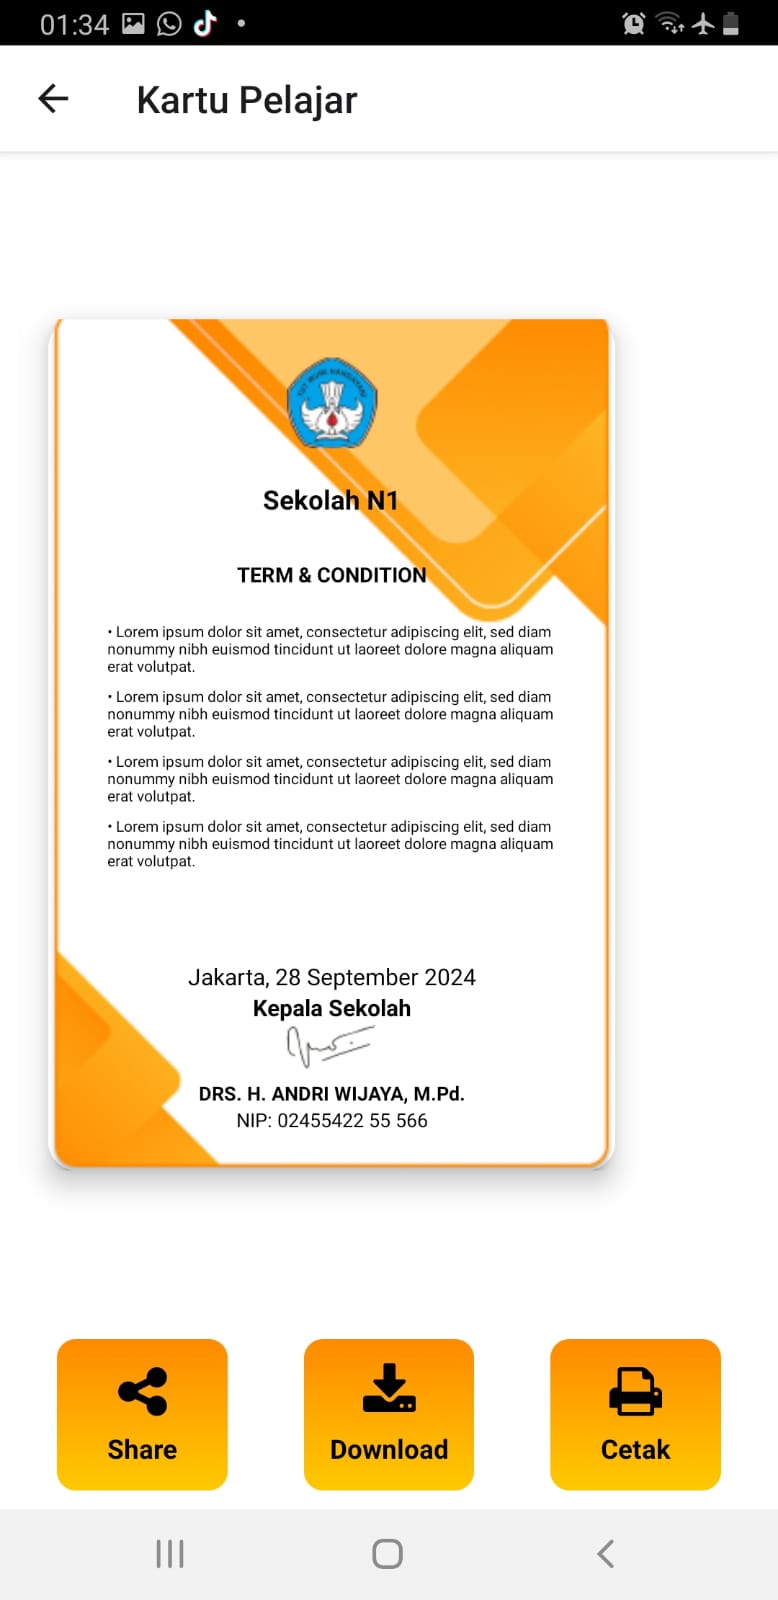 01:34
Kartu Pelajar
Sekolah N1
TERM & CONDITION
• Lorem ipsum dolor sit amet, consectetur adipiscing elit, sed diam
nonummy nibh euismod tincidunt ut laoreet dolore magna aliquam
erat volutpat.
• Lorem ipsum dolor sit amet, consectetur adipiscing elit, sed diam
nonummy nibh euismod tincidunt ut laoreet dolore magna aliquam
erat volutpat.
• Lorem ipsum dolor sit amet, consectetur adipiscing elit, sed diam
nonummy nibh euismod tincidunt ut laoreet dolore magna aliquam
erat volutpat.
• Lorem ipsum dolor sit amet, consectetur adipiscing elit, sed diam
nonummy nibh euismod tincidunt ut laoreet dolore magna aliquam
erat volutpat.
Jakarta, 28 September 2024
Kepala Sekolah
DRS. H. ANDRI WIJAYA, M.Pd.
NIP: 02455422 55 566
Share
Download
Cetak